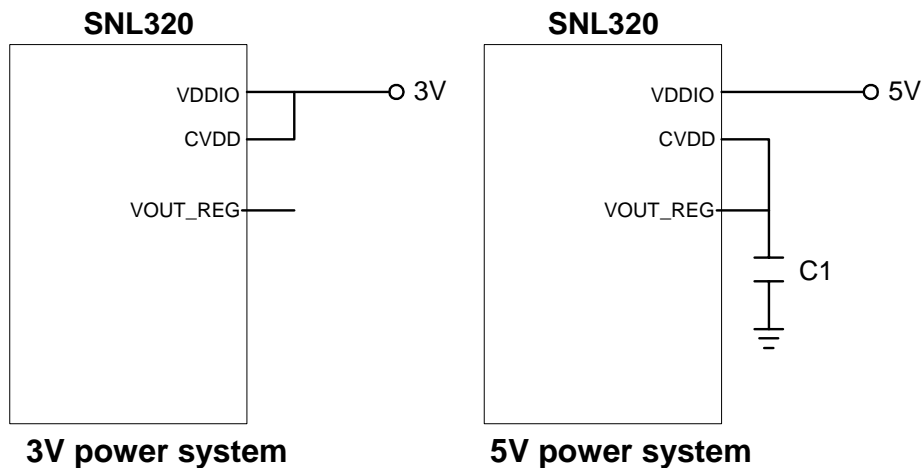 SNL320
VDDIO
3V
CVDD
VOUT_REG
3V power system
SNL320
VDDIO
5V
CVDD
VOUT_REG
C1
5V power system